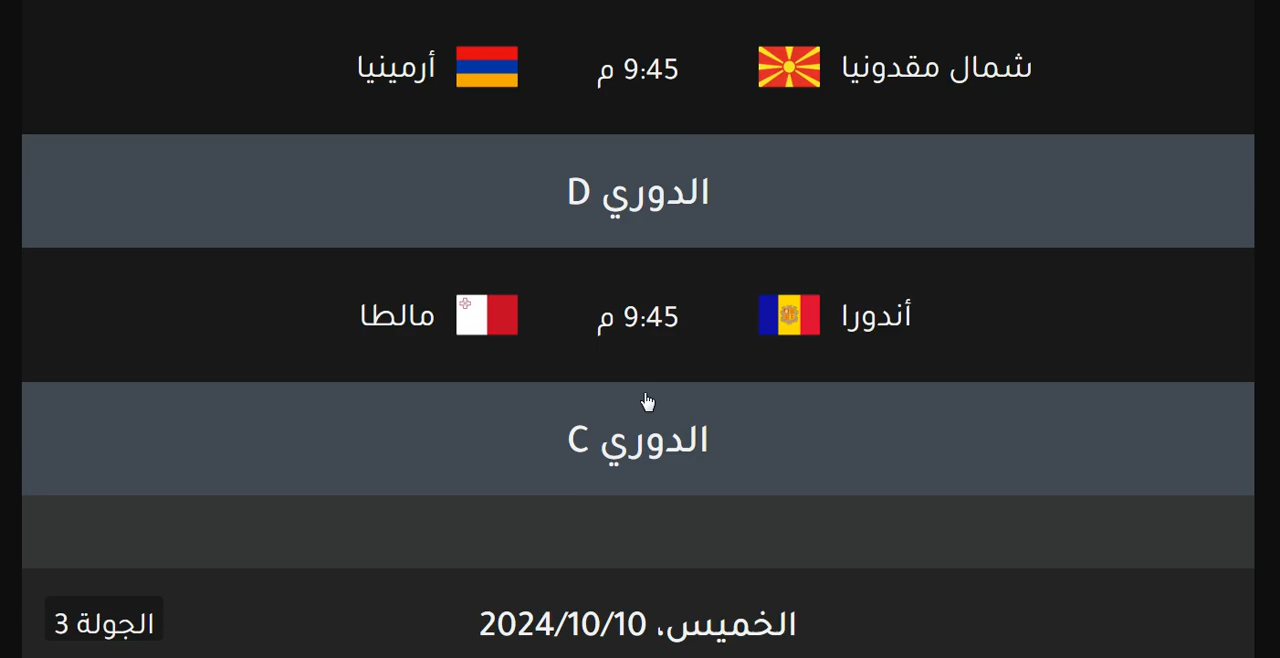 شمال مقدونيا 9:45 م أرمينيا
الدوري D
أندورا 9:45 م مالطا
الدوري C
الخميس، 2024/10/10 الجولة 3